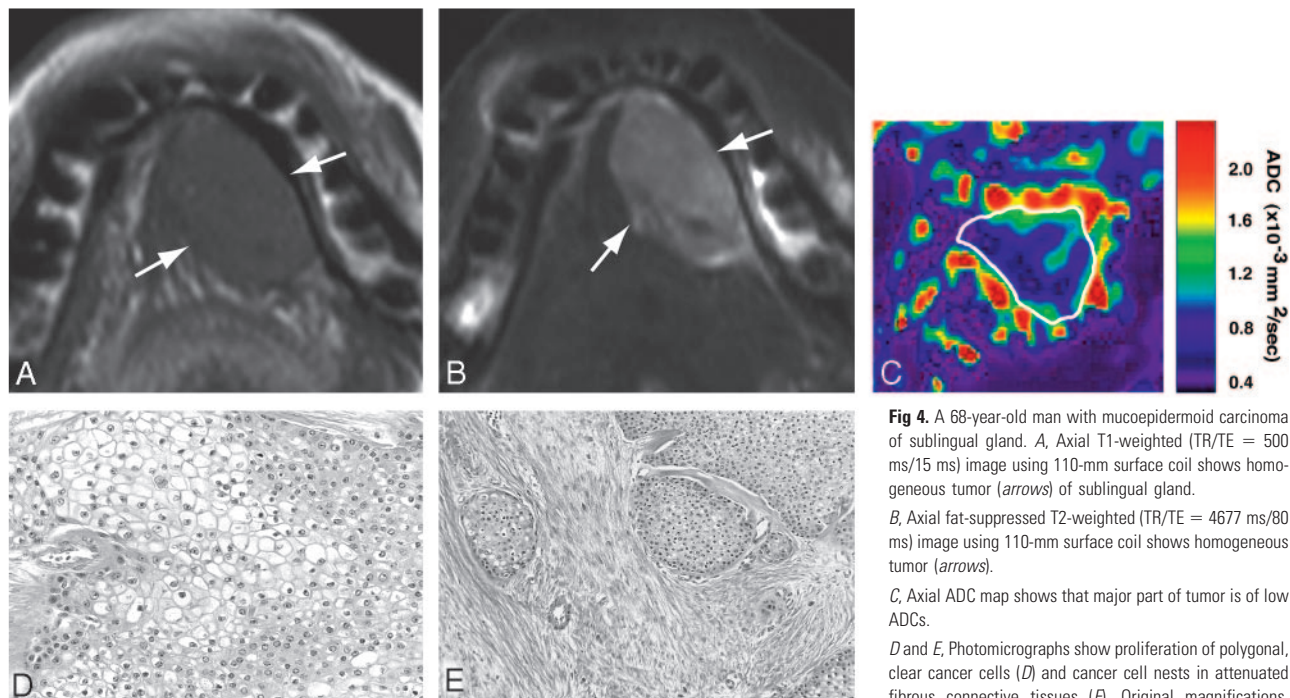 A
B
C
2.0
1.6
1.2
0.8
0.4
ADC (x10-3 mm 2/sec)
D
E
Fig 4. A 68-year-old man with mucoepidermoid carcinoma
of sublingual gland. A, Axial T1-weighted (TR/TE = 500
ms/15 ms) image using 110-mm surface coil shows homo-
geneous tumor (arrows) of sublingual gland.
B, Axial fat-suppressed T2-weighted (TR/TE = 4677 ms/80
ms) image using 110-mm surface coil shows homogeneous
tumor (arrows).
C, Axial ADC map shows that major part of tumor is of low
ADCs.
D and E, Photomicrographs show proliferation of polygonal,
clear cancer cells (D) and cancer cell nests in attenuated
fibrous connective tissues (E). Original magnifications,